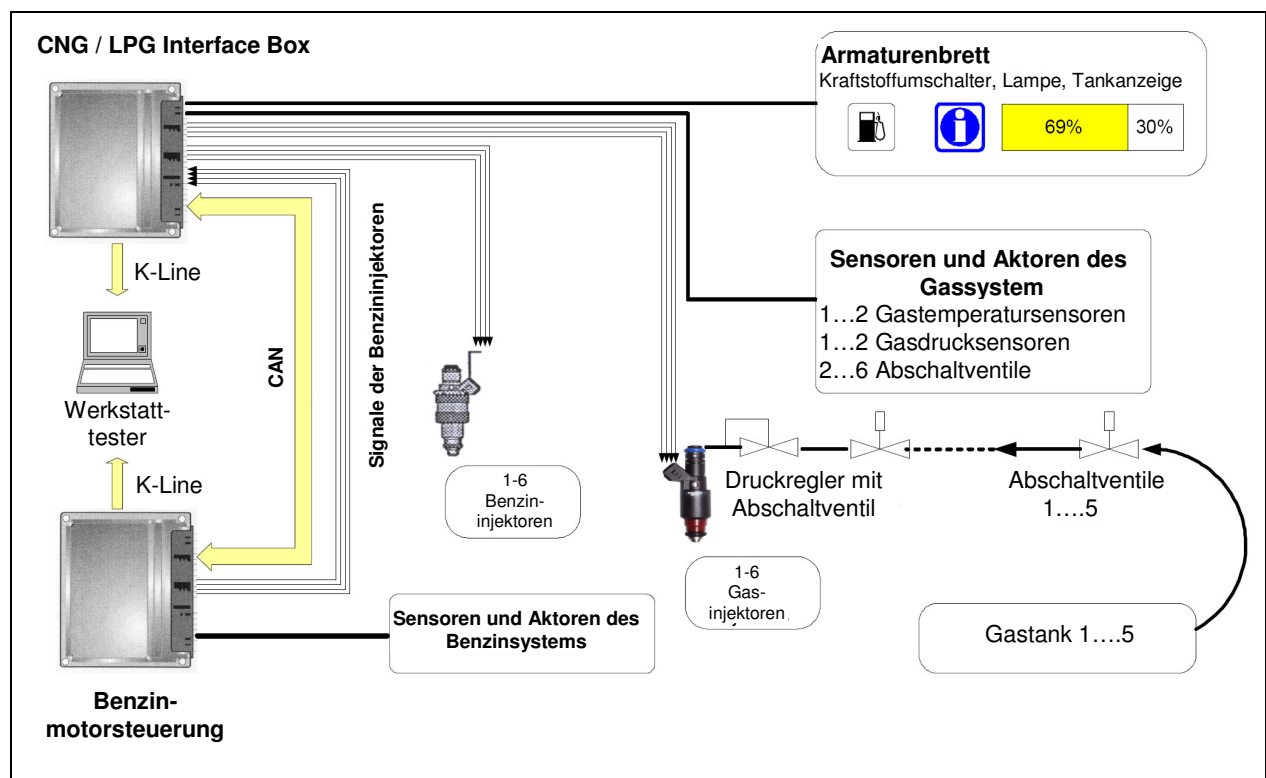 CNG / LPG Interface Box
Armaturenbrett
Kraftstoffumschalter, Lampe, Tankanzeige
69%
30%
K-Line
Werkstatt-
tester
K-Line
CAN
Signale der Benzininjektoren
Sensoren und Aktoren des
Gassystem
1…2 Gastemperatursensoren
1…2 Gasdrucksensoren
2…6 Abschaltventile
1-6
Benzin-
injektoren
Druckregler mit
Abschaltventil
Abschaltventile
1….5
1-6
Gas-
injektoren
Sensoren und Aktoren des
Benzinsystems
Gastank 1….5
Benzin-
motorsteuerung